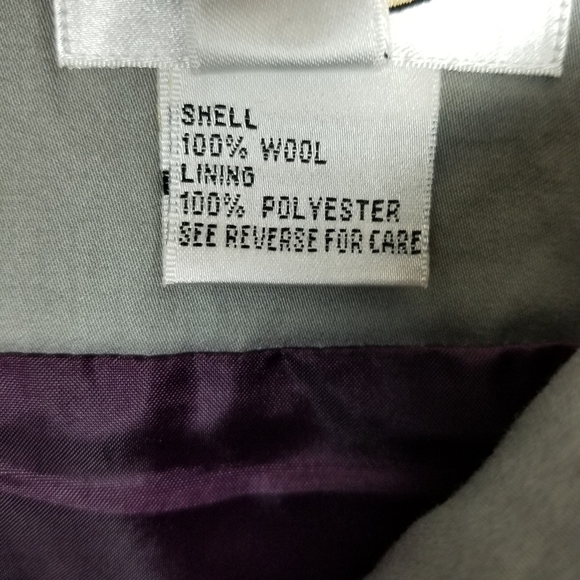 SHELL
100% WOOL
LINING
100% POLYESTER
SEE REVERSE FOR CARE